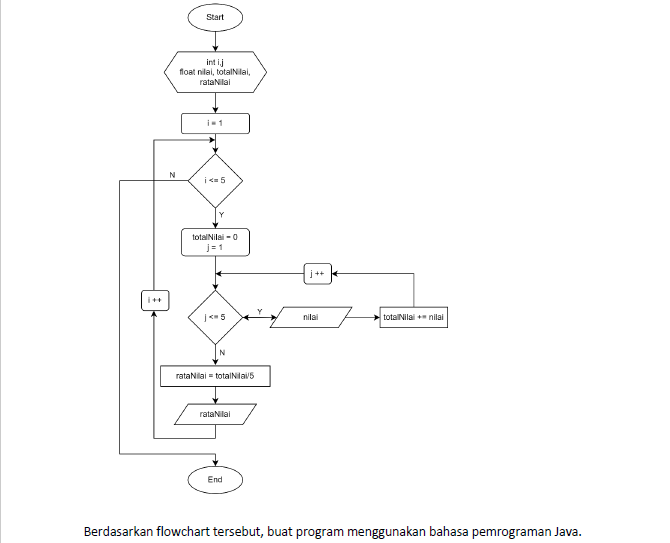 Start
int i,j
float nilai, totalNilai,
rataNilai
i = 1
N
i <= 5
Y
totalNilai = 0
j = 1
j ++
i ++
j <= 5
Y
nilai
totalNilai += nilai
N
rataNilai = totalNilai/5
rataNilai
End
Berdasarkan flowchart tersebut, buat program menggunakan bahasa pemrograman Java.